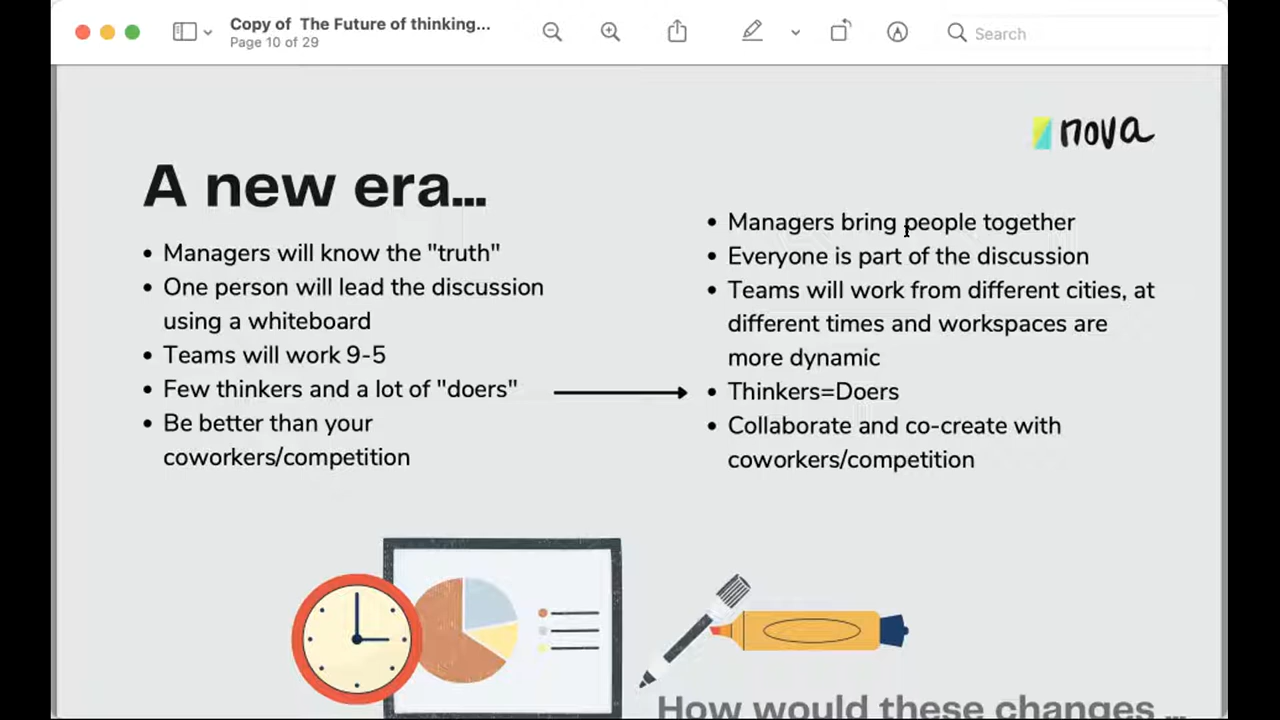 Copy of The Future of thinking...
Page 10 of 29
Search
nova
A new era...
• Managers will know the "truth"
• One person will lead the discussion
using a whiteboard
• Teams will work 9-5
• Few thinkers and a lot of "doers"
• Be better than your
coworkers/competition
• Managers bring people together
• Everyone is part of the discussion
• Teams will work from different cities, at
different times and workspaces are
more dynamic
• Thinkers=Doers
• Collaborate and co-create with
coworkers/competition
How would these changes ...